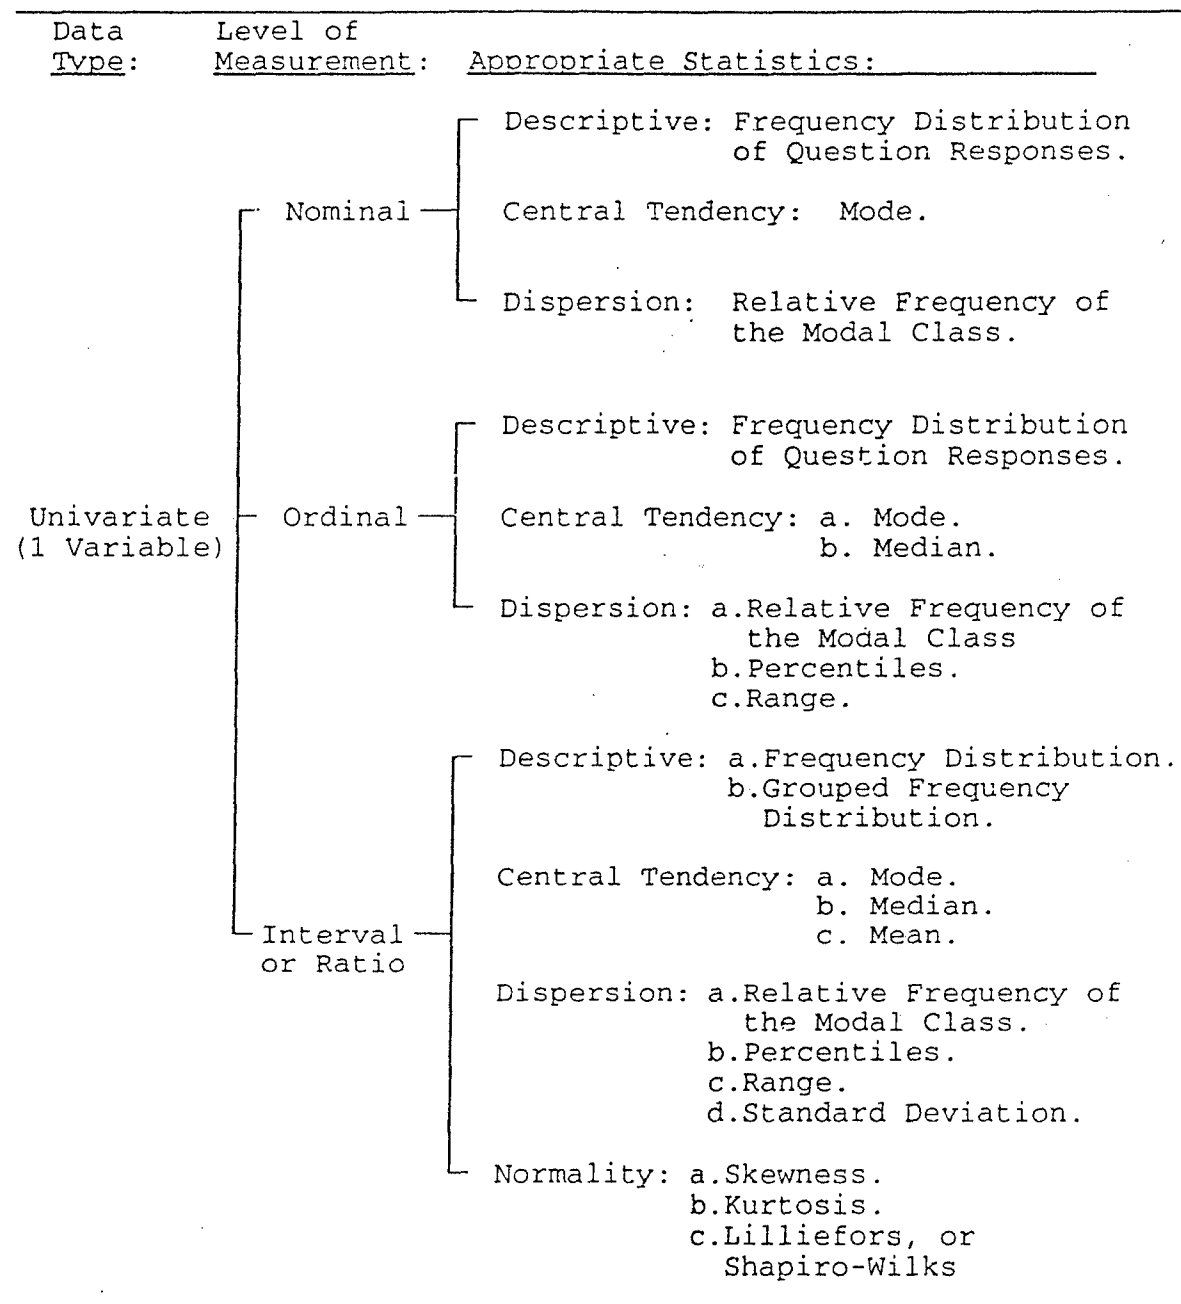 Data Level of
Type: Measurement: Appropriate Statistics:
Descriptive: Frequency Distribution
of Question Responses.
Nominal Central Tendency: Mode.
Dispersion: Relative Frequency of
the Modal Class.
Descriptive: Frequency Distribution
of Question Responses.
Univariate Ordinal Central Tendency: a. Mode.
(1 Variable) b. Median.
Dispersion: a.Relative Frequency of
the Modal Class
b.Percentiles.
c.Range.
Descriptive: a.Frequency Distribution.
b.Grouped Frequency
Distribution.
Central Tendency: a. Mode.
b. Median.
Interval c. Mean.
or Ratio
Dispersion: a.Relative Frequency of
the Modal Class.
b.Percentiles.
c.Range.
d.Standard Deviation.
Normality: a.Skewness.
b.Kurtosis.
c.Lilliefors, or
Shapiro-Wilks